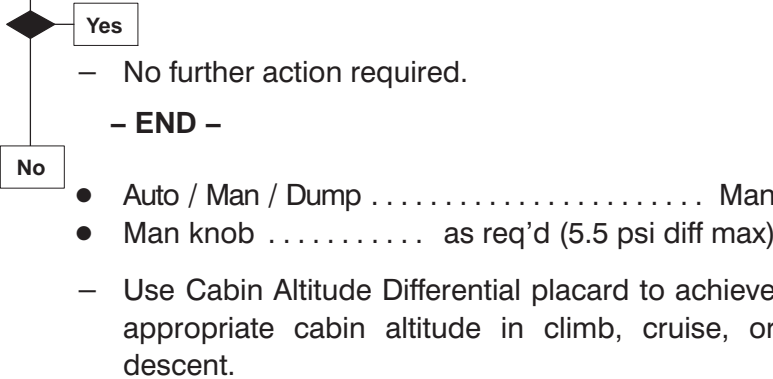 Yes
– No further action required.
– END –
No
● Auto / Man / Dump . . . . . . . . . . . . . . . . . . . . . . . Man
● Man knob . . . . . . . . . . . as req’d (5.5 psi diff max)
– Use Cabin Altitude Differential placard to achieve
appropriate cabin altitude in climb, cruise, or
descent.